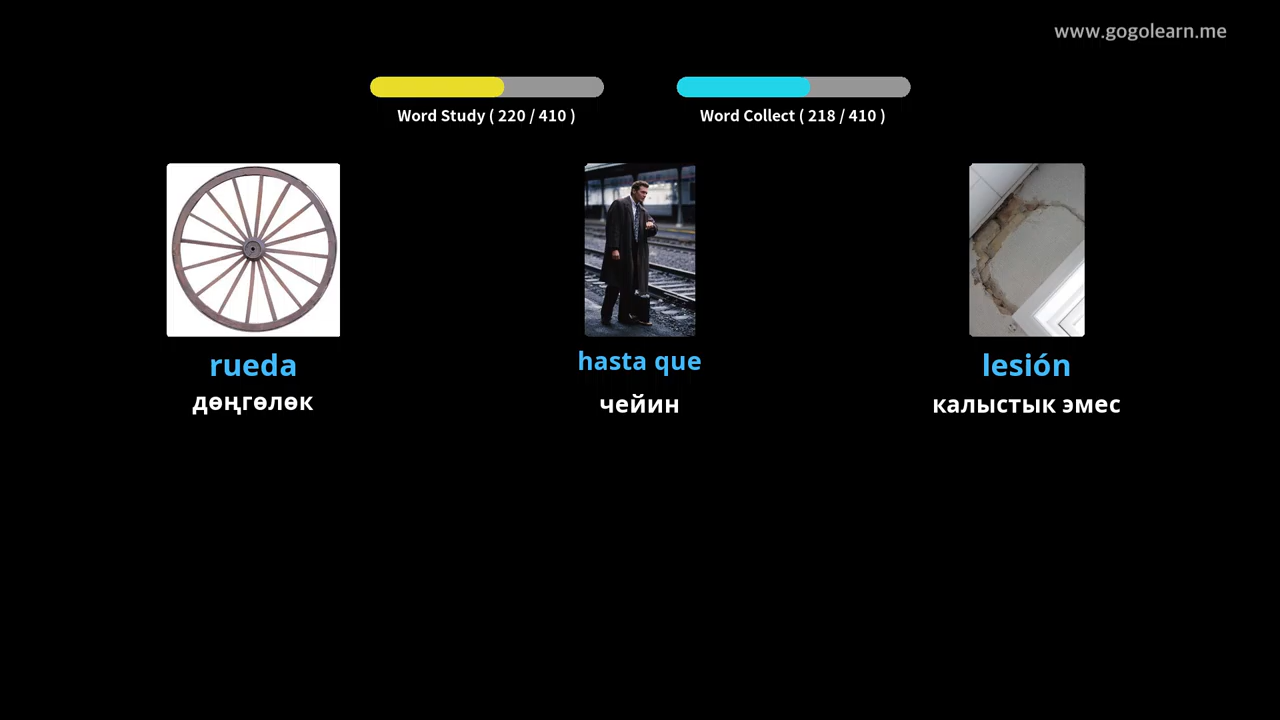 www.gogolearn.me
Word Study ( 220 / 410 )
Word Collect ( 218 / 410 )
rueda
hasta que
lesión
дөңгөлөк
чейин
калыстык эмес